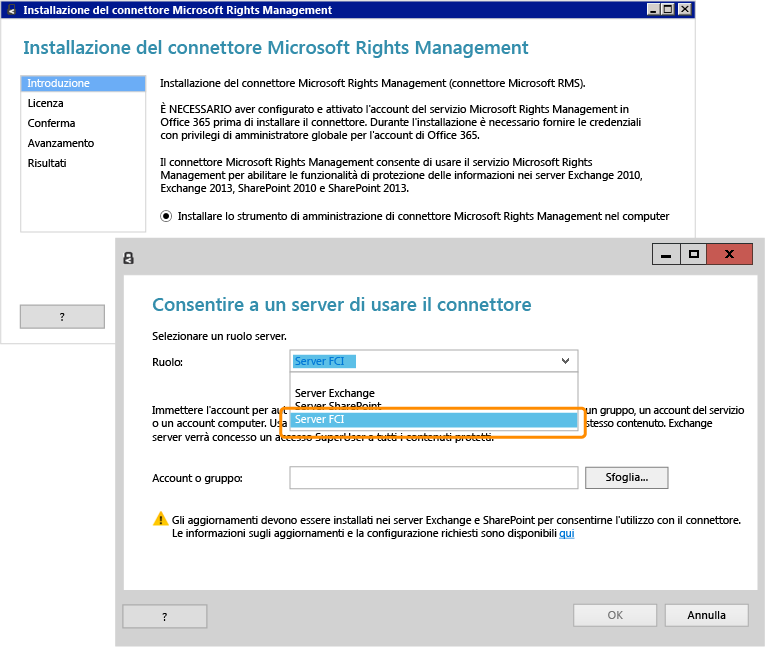 Installazione del connettore Microsoft Rights Management
Installazione del connettore Microsoft Rights Management
Introduzione
Licenza
Conferma
Avanzamento
Risultati
Installazione del connettore Microsoft Rights Management (connettore Microsoft RMS).
È NECESSARIO aver configurato e attivato l'account del servizio Microsoft Rights Management in
Office 365 prima di installare il connettore. Durante l'installazione è necessario fornire le credenziali
con privilegi di amministratore globale per l'account di Office 365.
Il connettore Microsoft Rights Management consente di usare il servizio Microsoft Rights
Management per abilitare le funzionalità di protezione delle informazioni nei server Exchange 2010,
Exchange 2013, SharePoint 2010 e SharePoint 2013.
Installare lo strumento di amministrazione di connettore Microsoft Rights Management nel computer
?
Consentire a un server di usare il connettore
Selezionare un ruolo server.
Ruolo:
Server FCI
Server Exchange
Server SharePoint
Server FCI
Immettere l'account per aut un gruppo, un account del servizio
o un account computer. Usa stesso contenuto. Exchange
server verrà concesso un accesso SuperUser a tutti i contenuti protetti.
Account o gruppo:
Sfoglia...
Gli aggiornamenti devono essere installati nei server Exchange e SharePoint per consentirne l'utilizzo con il connettore.
Le informazioni sugli aggiornamenti e la configurazione richiesti sono disponibili qui
?
OK
Annulla